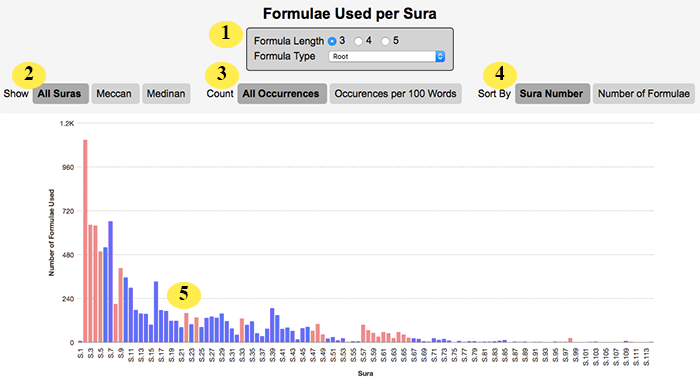 Formulae Used per Sura
1
Formula Length 3 4 5
Formula Type Root
2 3 4
Show All Suras Meccan Medinan Count All Occurrences Occurences per 100 Words Sort By Sura Number Number of Formulae
1.2K
960
720
480
240
0
Number of Formulae Used
5
S.1 S.3 S.5 S.7 S.9 S.11 S.13 S.15 S.17 S.19 S.21 S.23 S.25 S.27 S.29 S.31 S.33 S.35 S.37 S.39 S.41 S.43 S.45 S.47 S.49 S.51 S.53 S.55 S.57 S.59 S.61 S.63 S.65 S.67 S.69 S.71 S.73 S.75 S.77 S.79 S.81 S.83 S.85 S.87 S.89 S.91 S.93 S.95 S.97 S.99 S.101 S.103 S.105 S.107 S.109 S.111 S.113
Sura